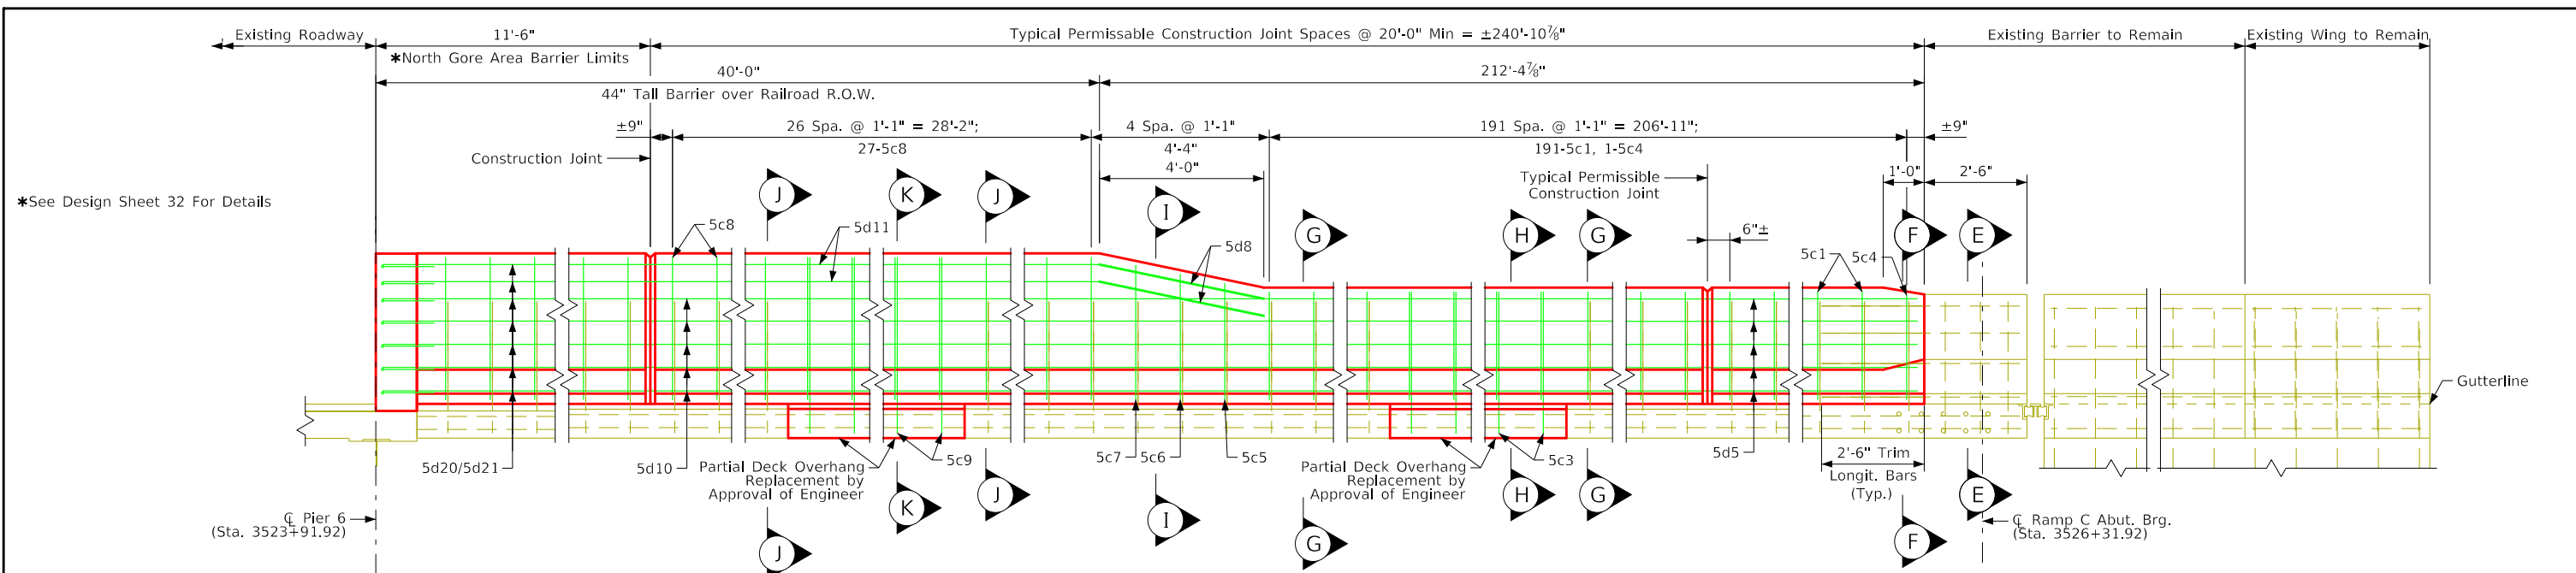 Existing Roadway
11'-6"
Typical Permissable Construction Joint Spaces @ 20'-0" Min = ±240'-10⅞"
Existing Barrier to Remain
Existing Wing to Remain
*North Gore Area Barrier Limits
40'-0"
212'-4⅞"
44" Tall Barrier over Railroad R.O.W.
±9"
26 Spa. @ 1'-1" = 28'-2";
4 Spa. @ 1'-1"
191 Spa. @ 1'-1" = 206'-11";
±9"
Construction Joint
27-5c8
4'-4"
191-5c1, 1-5c4
4'-0"
Typical Permissible
Construction Joint
1'-0"
2'-6"
*See Design Sheet 32 For Details
J
K
J
I
G
H
G
F
E
5c8
5d11
5d8
6"±
5c1
5c4
Gutterline
5d20/5d21
5d10
Partial Deck Overhang
Replacement by
Approval of Engineer
5c9
5c7
5c6
5c5
Partial Deck Overhang
Replacement by
Approval of Engineer
5c3
5d5
2'-6" Trim
Longit. Bars
(Typ.)
J
K
J
I
G
H
G
F
E
℄ Pier 6
(Sta. 3523+91.92)
℄ Ramp C Abut. Brg.
(Sta. 3526+31.92)